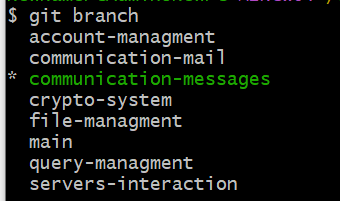 $ git branch
account-managment
communication-mail
* communication-messages
crypto-system
file-managment
main
query-managment
servers-interaction